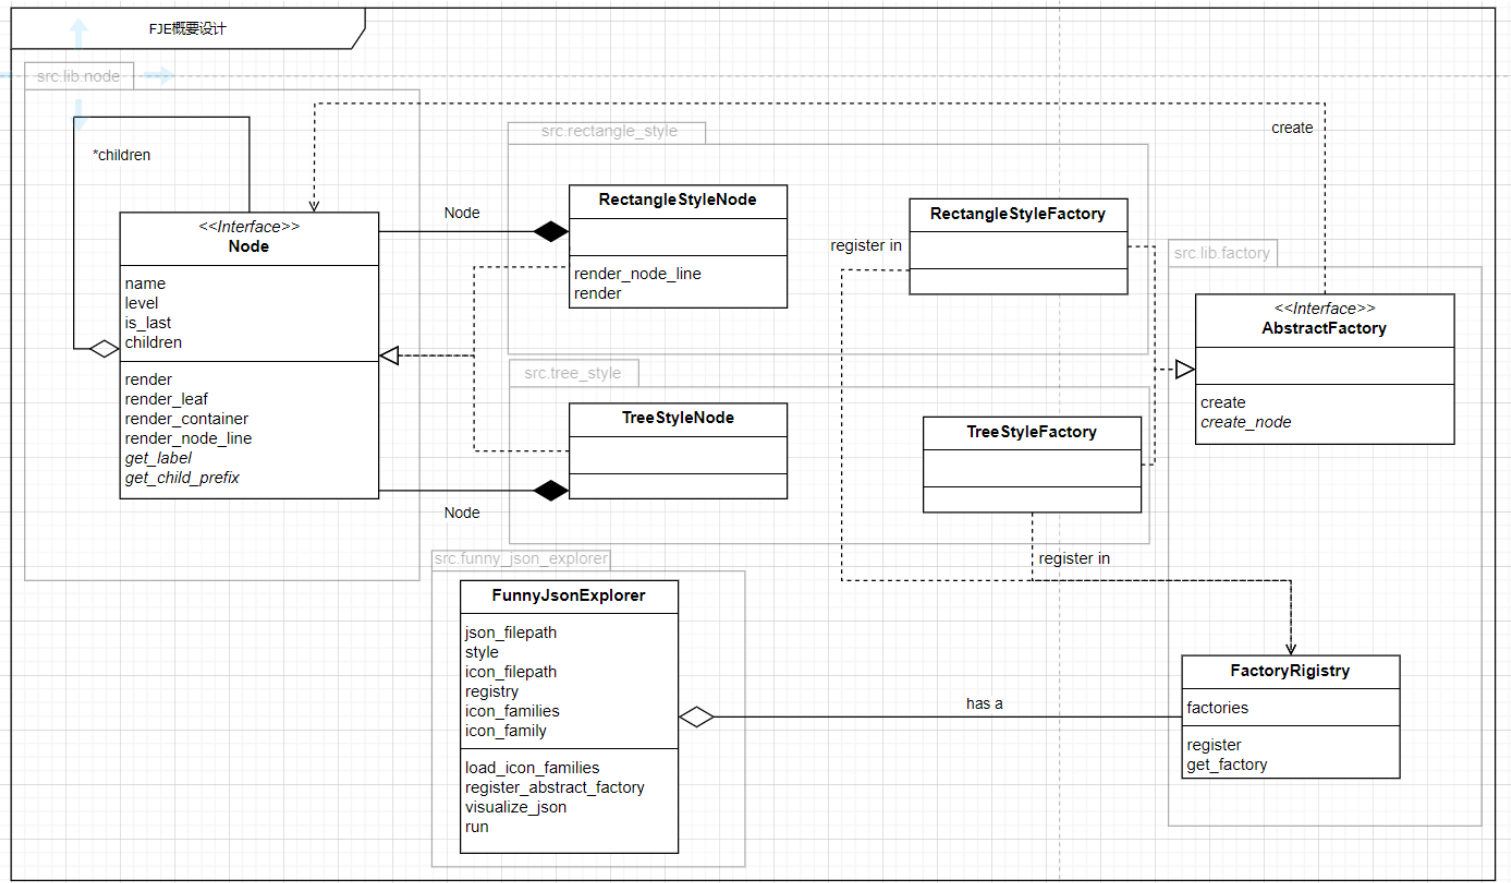 FJE概要设计
src.lib.node
*children
<<Interface>>
Node
name
level
is_last
children
render
render_leaf
render_container
render_node_line
get_label
get_child_prefix
Node
Node
src.rectangle_style
RectangleStyleNode
render_node_line
render
RectangleStyleFactory
register in
create
src.tree_style
TreeStyleNode
TreeStyleFactory
register in
src.lib.factory
<<Interface>>
AbstractFactory
create
create_node
src.funny_json_explorer
FunnyJsonExplorer
json_filepath
style
icon_filepath
registry
icon_families
icon_family
load_icon_families
register_abstract_factory
visualize_json
run
has a
FactoryRigistry
factories
register
get_factory